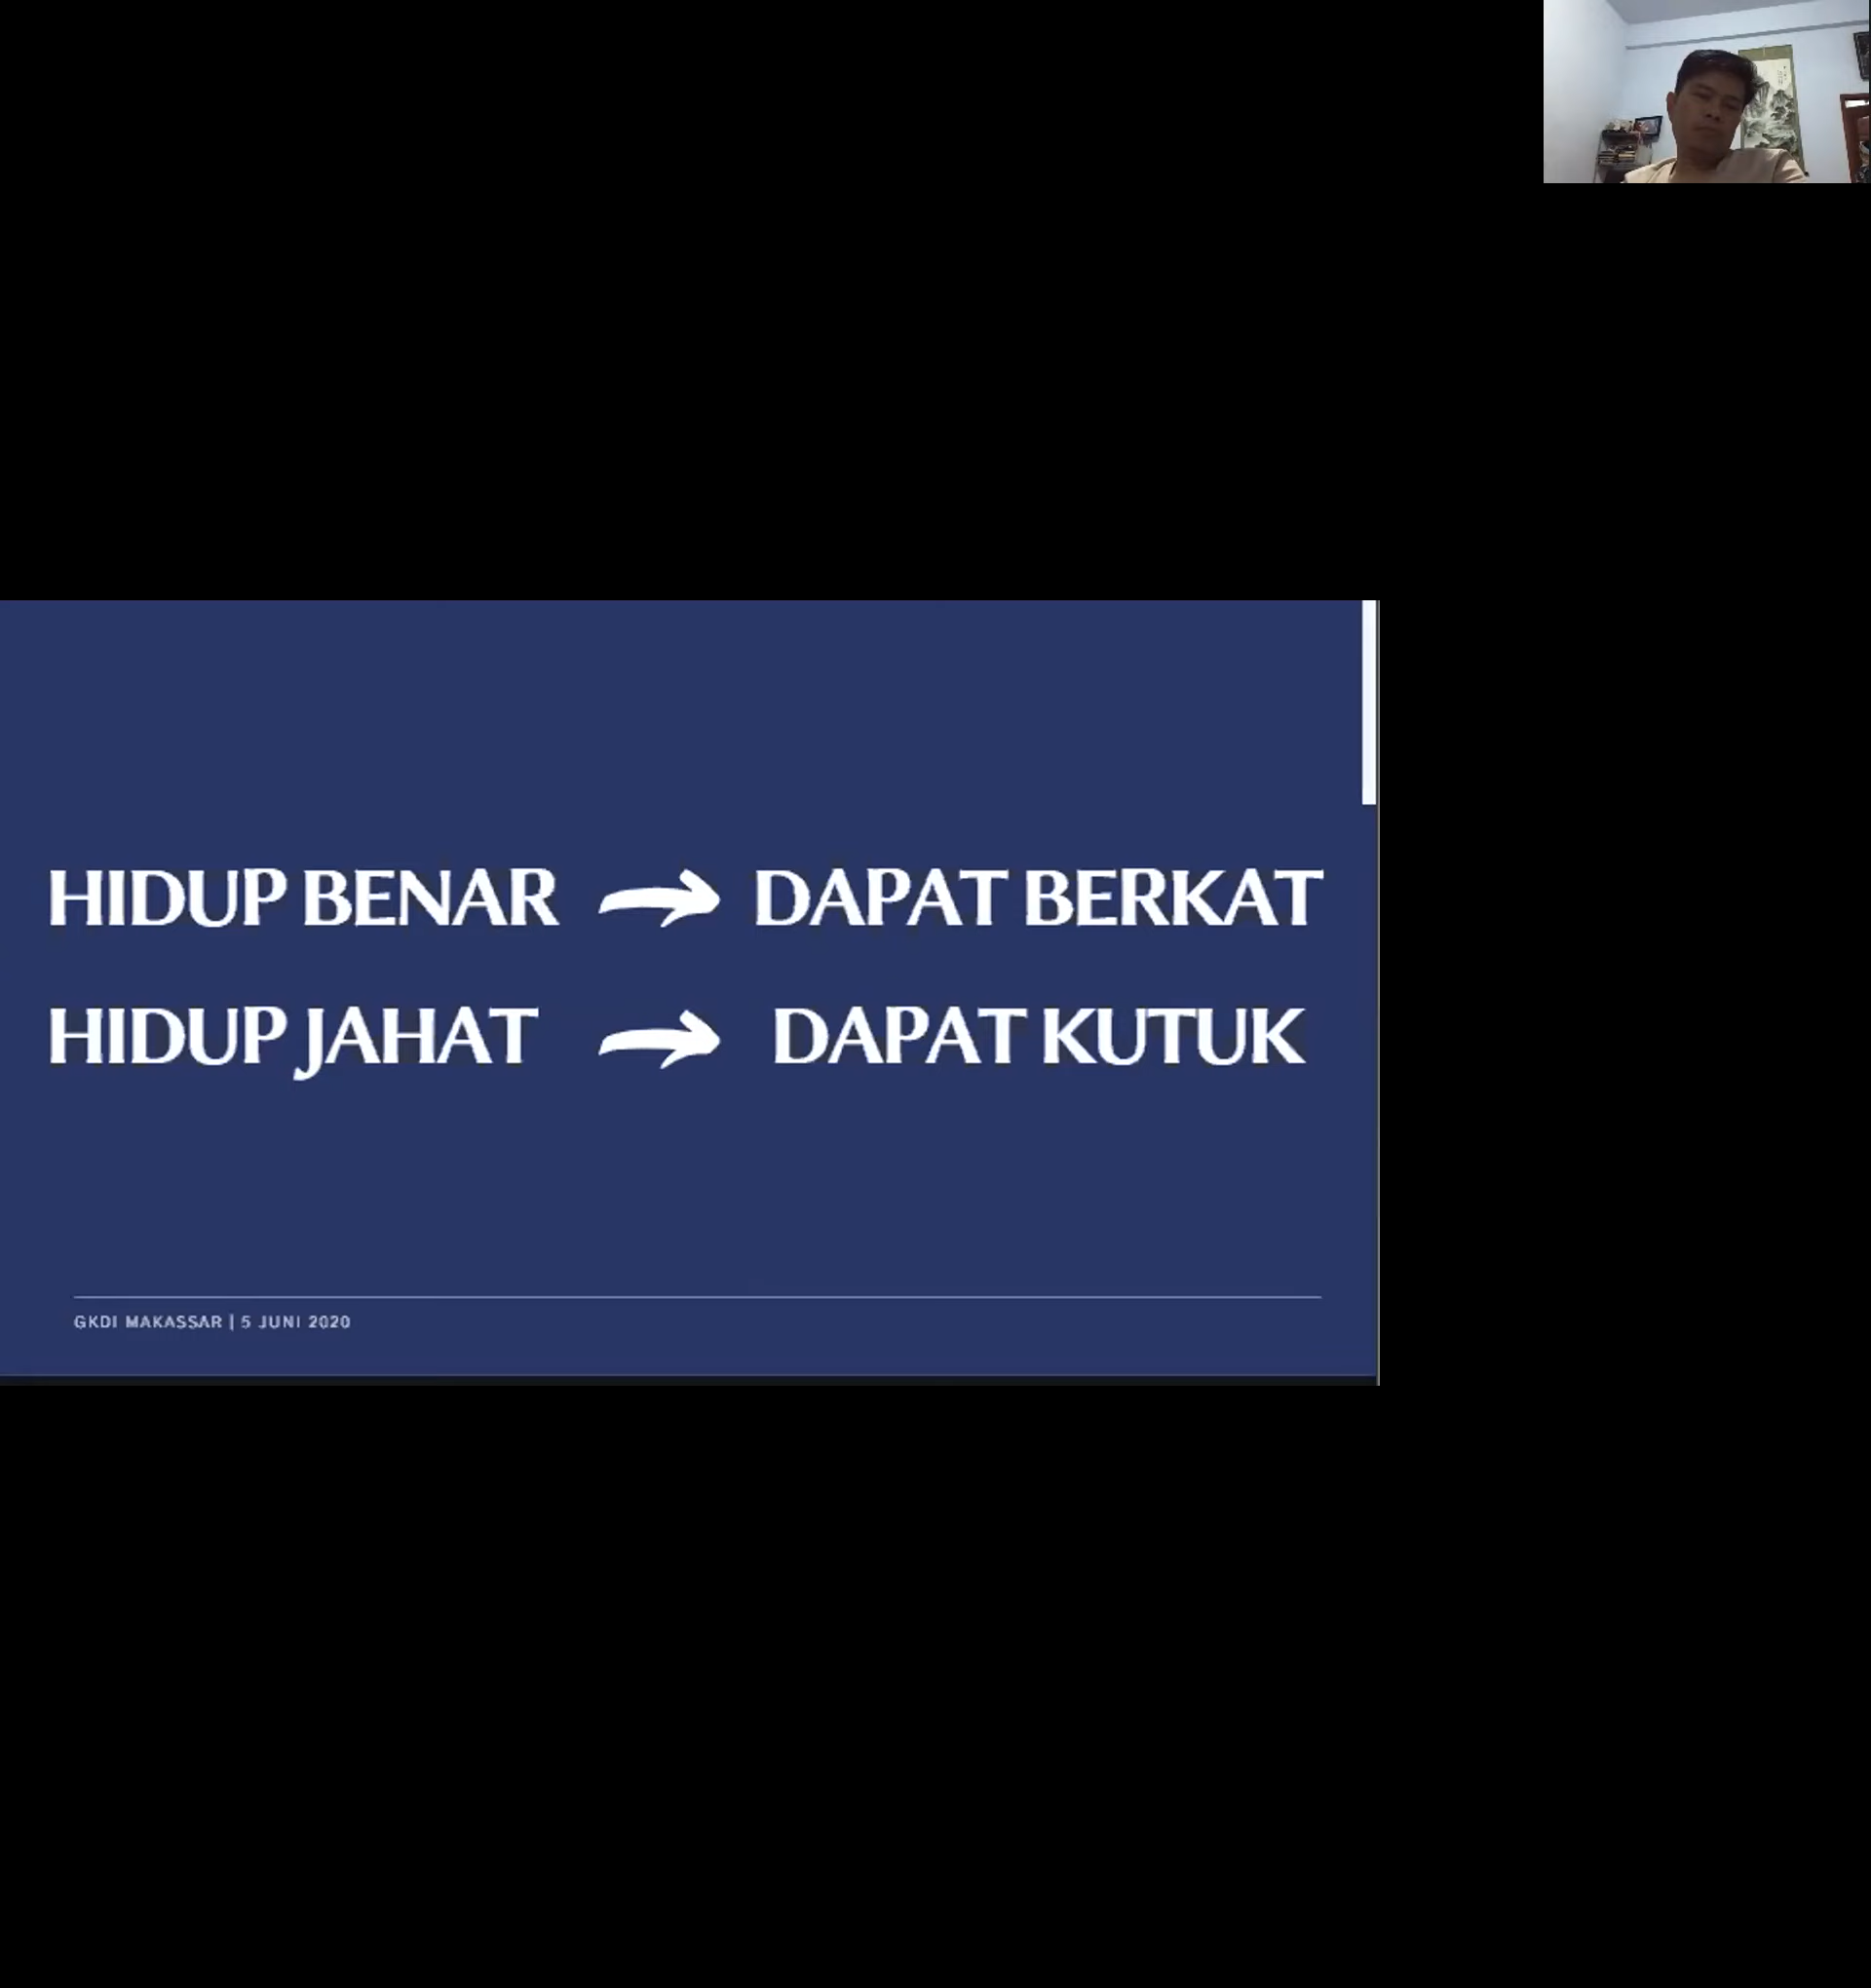 HIDUP BENAR → DAPAT BERKAT
HIDUP JAHAT → DAPAT KUTUK
GKDI MAKASSAR | 5 JUNI 2020